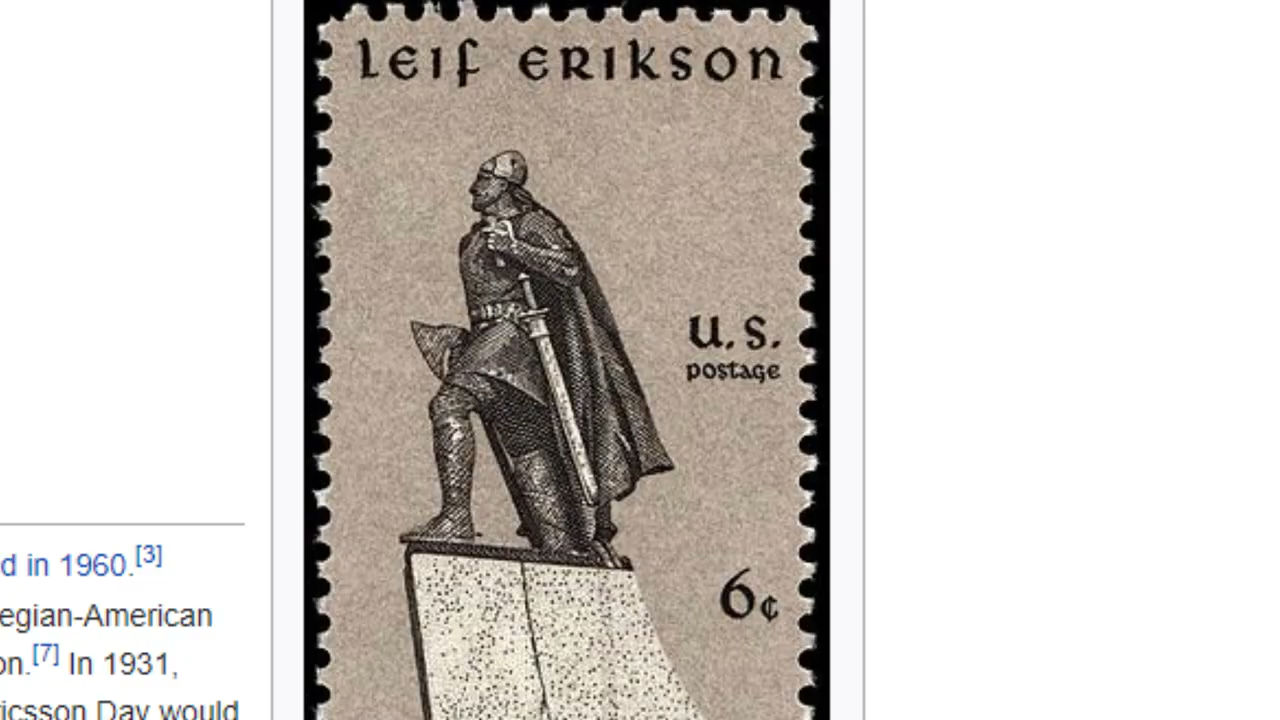 LEIF ERIKSON
U.S.
postage
6¢
d in 1960.[3]
egian-American
on.[7] In 1931,
icsson Day would